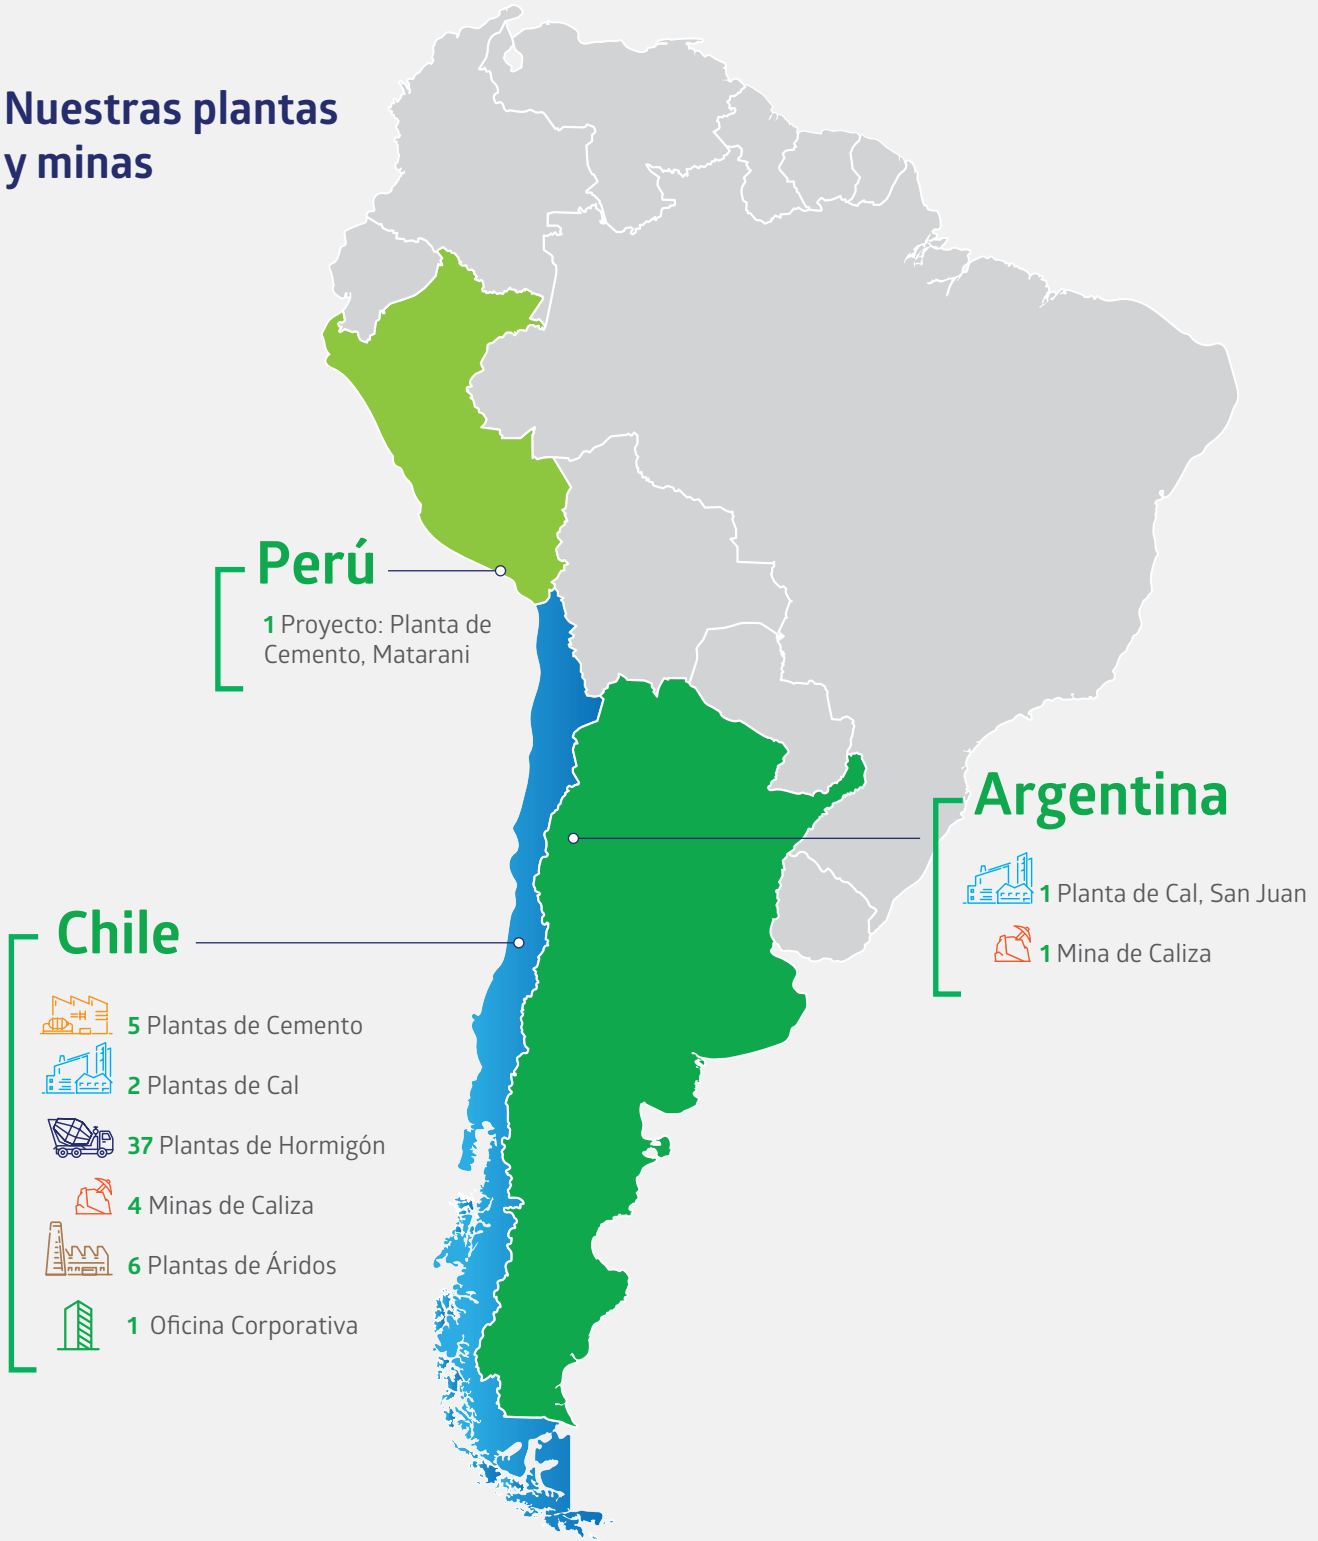 Nuestras plantas
y minas
Perú
1 Proyecto: Planta de
Cemento, Matarani
Argentina
1 Planta de Cal, San Juan
1 Mina de Caliza
Chile
5 Plantas de Cemento
2 Plantas de Cal
37 Plantas de Hormigón
4 Minas de Caliza
6 Plantas de Áridos
1 Oficina Corporativa